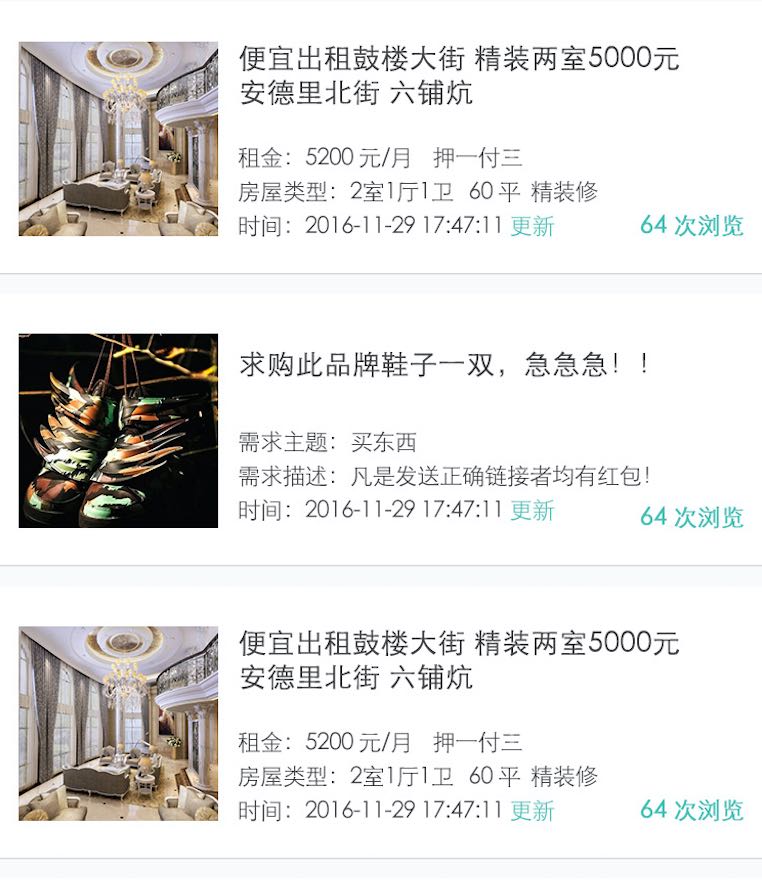 便宜出租鼓楼大街 精装两室5000元
安德里北街 六铺炕
租金：5200 元/月 押一付三
房屋类型：2室1厅1卫 60 平 精装修
时间：2016-11-29 17:47:11 更新
64 次浏览
求购此品牌鞋子一双，急急急！！
需求主题：买东西
需求描述：凡是发送正确链接者均有红包！
时间：2016-11-29 17:47:11 更新
64 次浏览
便宜出租鼓楼大街 精装两室5000元
安德里北街 六铺炕
租金：5200 元/月 押一付三
房屋类型：2室1厅1卫 60 平 精装修
时间：2016-11-29 17:47:11 更新
64 次浏览